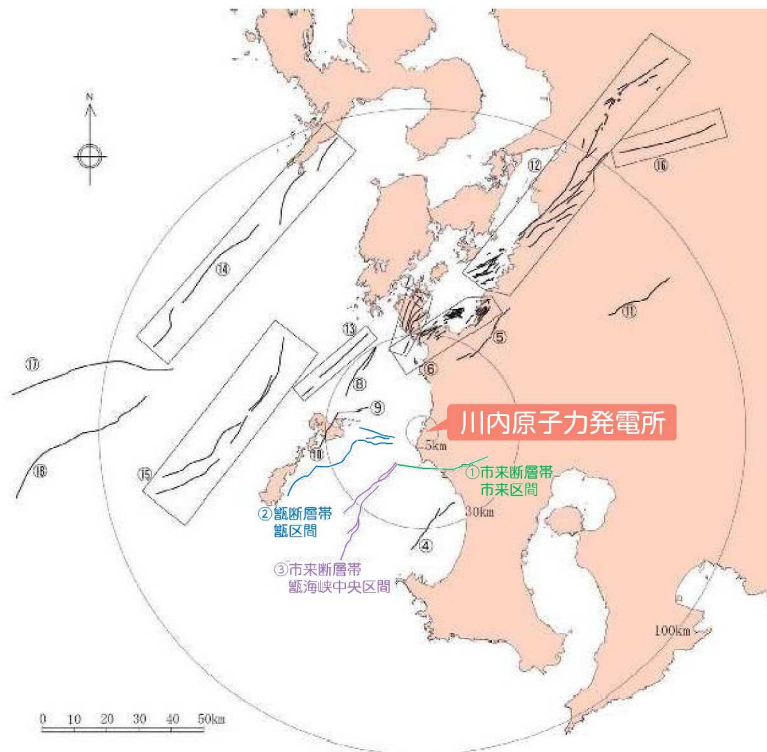 N
⑫
⑯
⑭
⑪
⑬
⑦
⑤
⑥
⑰
⑧
⑨
川内原子力発電所
5km
⑩
⑱
⑮
①市来断層帯
市来区間
②甑断層帯
甑区間
30km
④
③市来断層帯
甑海峡中央区間
100km
0 10 20 30 40 50km